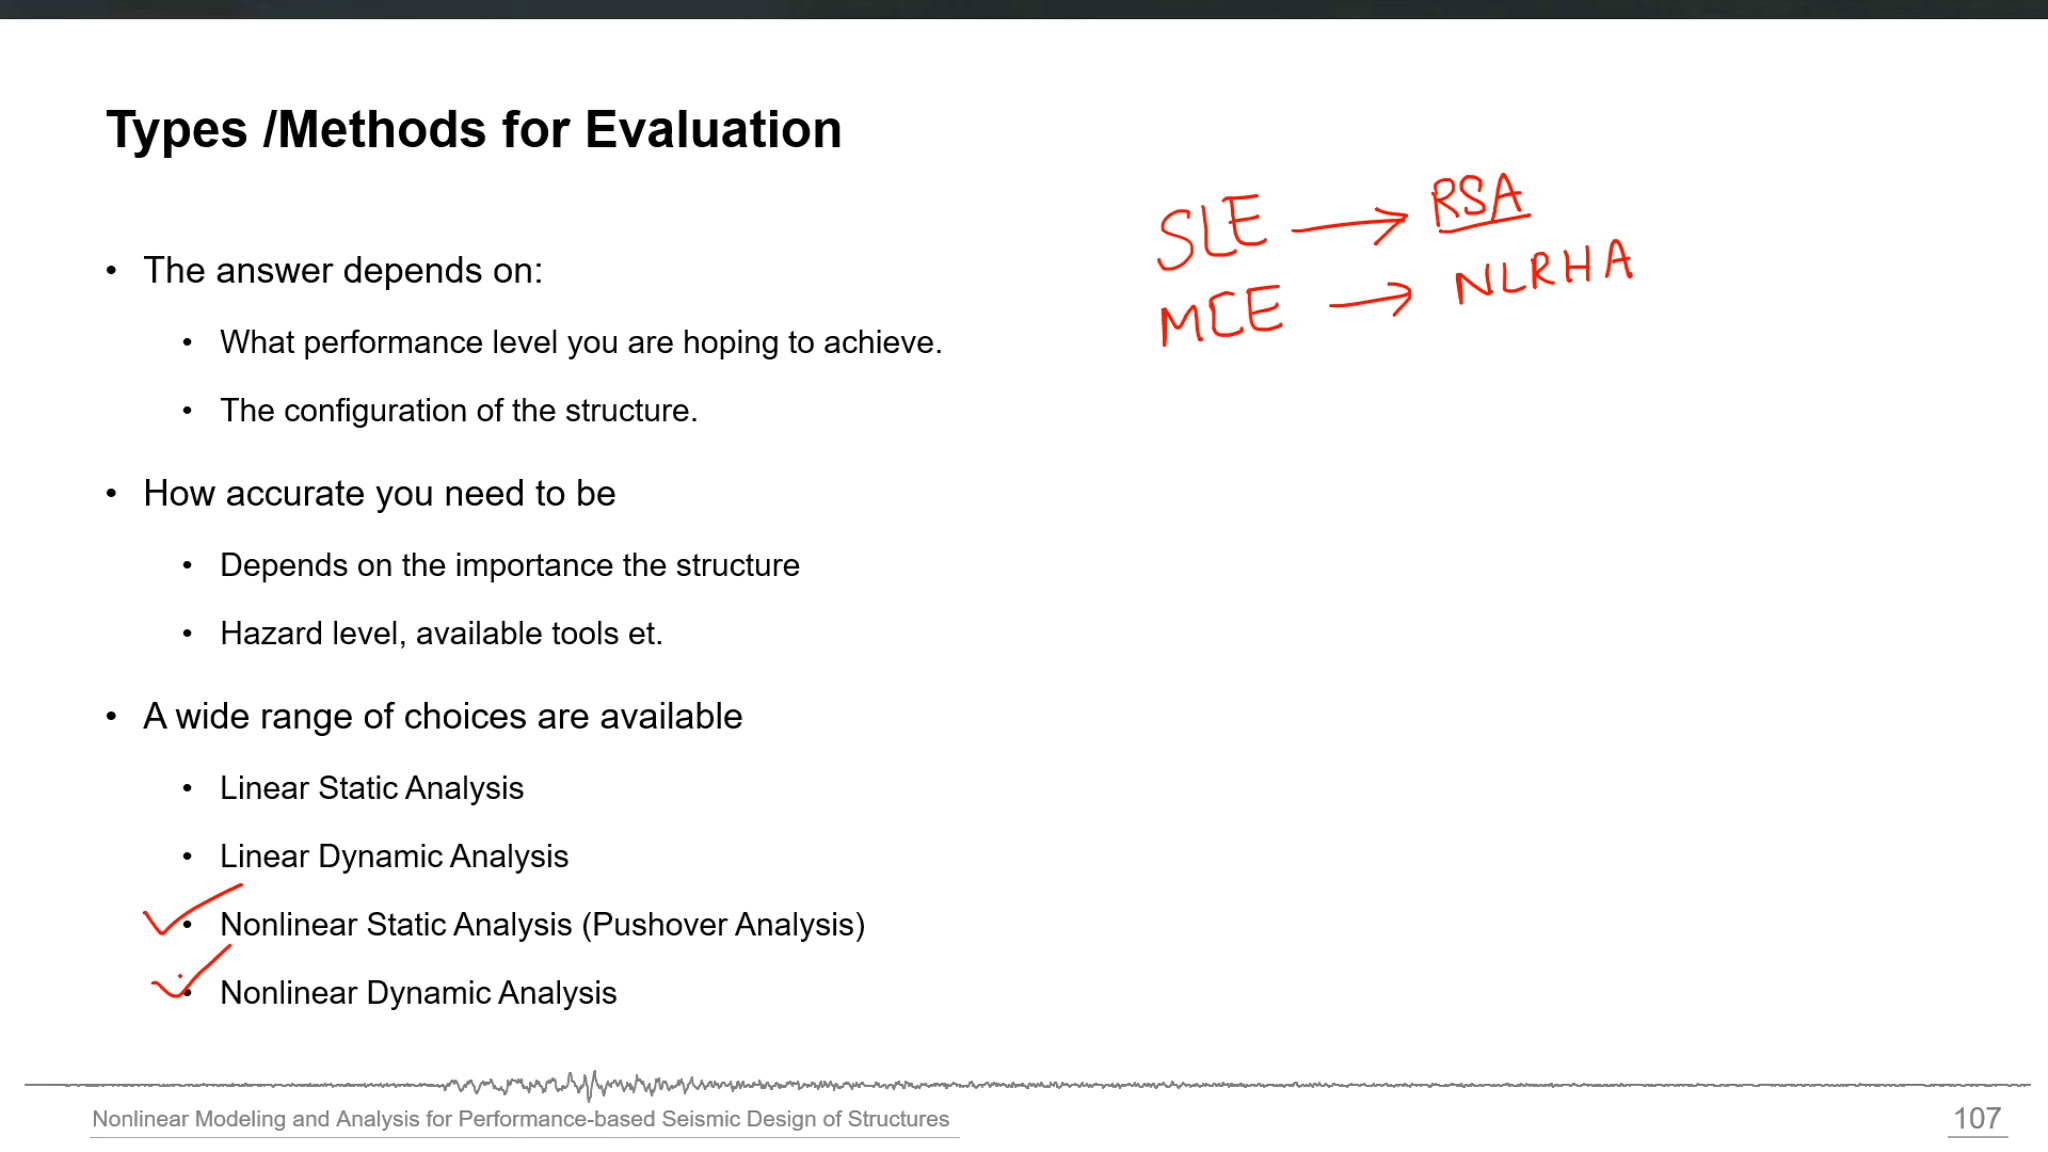 Types /Methods for Evaluation
SLE → RSA
MCE → NLRHA
• The answer depends on:
• What performance level you are hoping to achieve.
• The configuration of the structure.
• How accurate you need to be
• Depends on the importance the structure
• Hazard level, available tools et.
• A wide range of choices are available
• Linear Static Analysis
• Linear Dynamic Analysis
• Nonlinear Static Analysis (Pushover Analysis)
• Nonlinear Dynamic Analysis
Nonlinear Modeling and Analysis for Performance-based Seismic Design of Structures
107